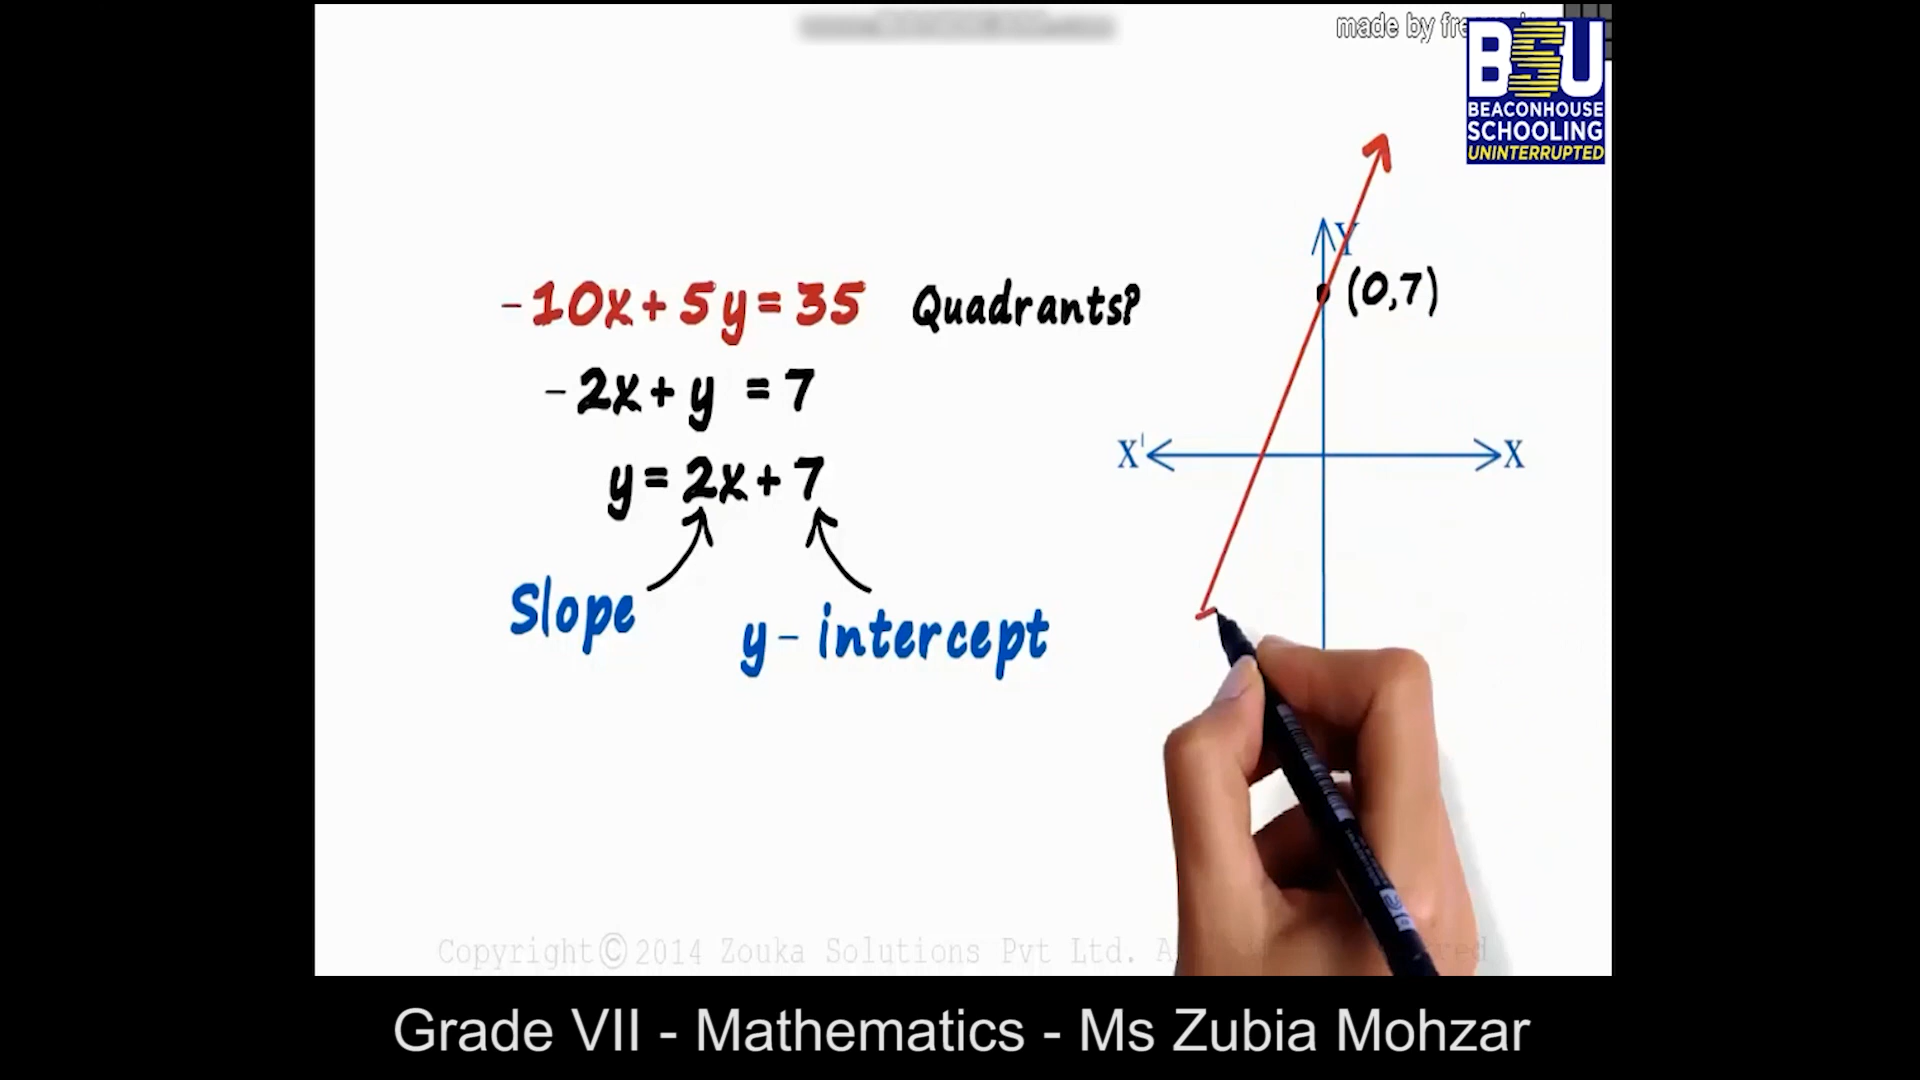 made by
BSU
BEACONHOUSE
SCHOOLING
UNINTERRUPTED
Y
(0,7)
-10x+5y=35 Quadrants?
-2x+y =7
X' X
y=2x+7
Slope
y-intercept
Copyright©2014 Zouka Solutions Pvt Ltd.
Grade VII - Mathematics - Ms Zubia Mohzar